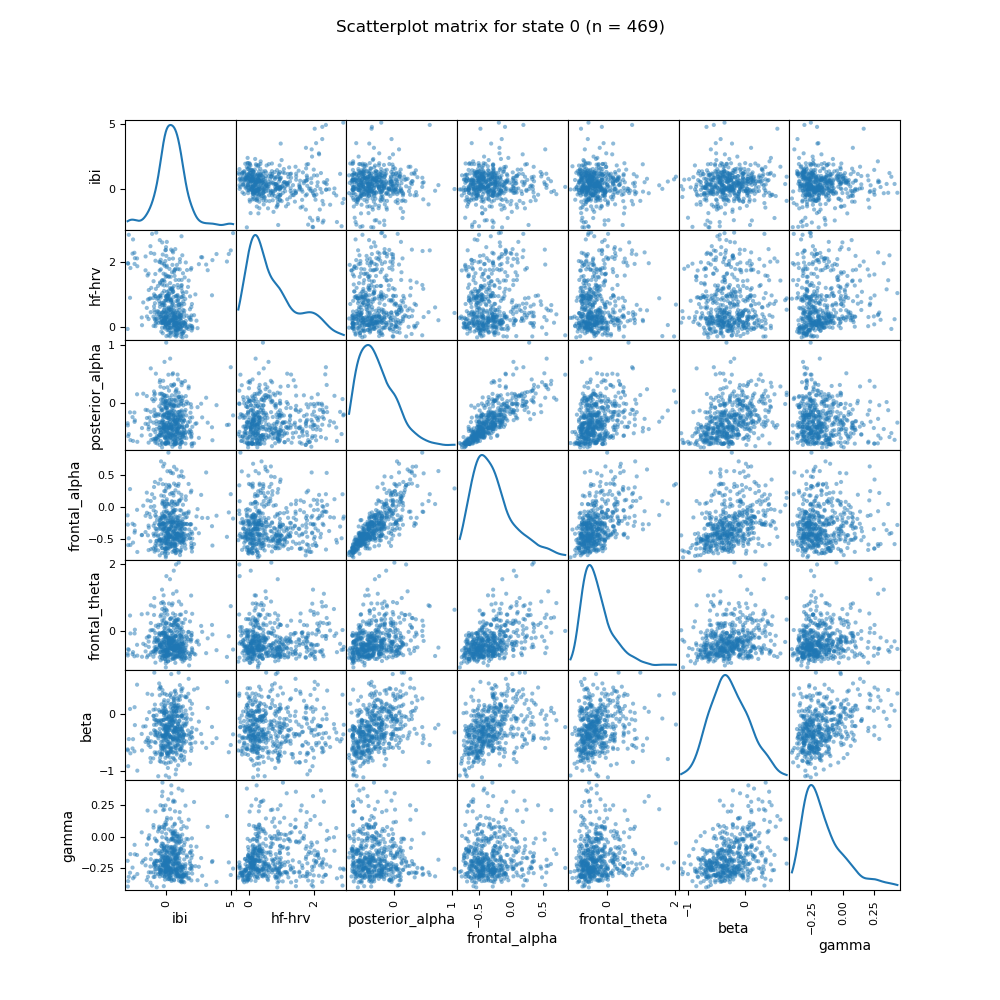 Scatterplot matrix for state 0 (n = 469)
5
0
ibi
2
0
hf-hrv
1
0
posterior_alpha
0.5
0.0
−0.5
frontal_alpha
2
0
frontal_theta
0
−1
beta
0.25
0.00
−0.25
gamma
0 5 0 2 0 1 −0.5 0.0 0.5 0 2 −1 0 −0.25 0.00 0.25
ibi hf-hrv posterior_alpha frontal_alpha frontal_theta beta gamma